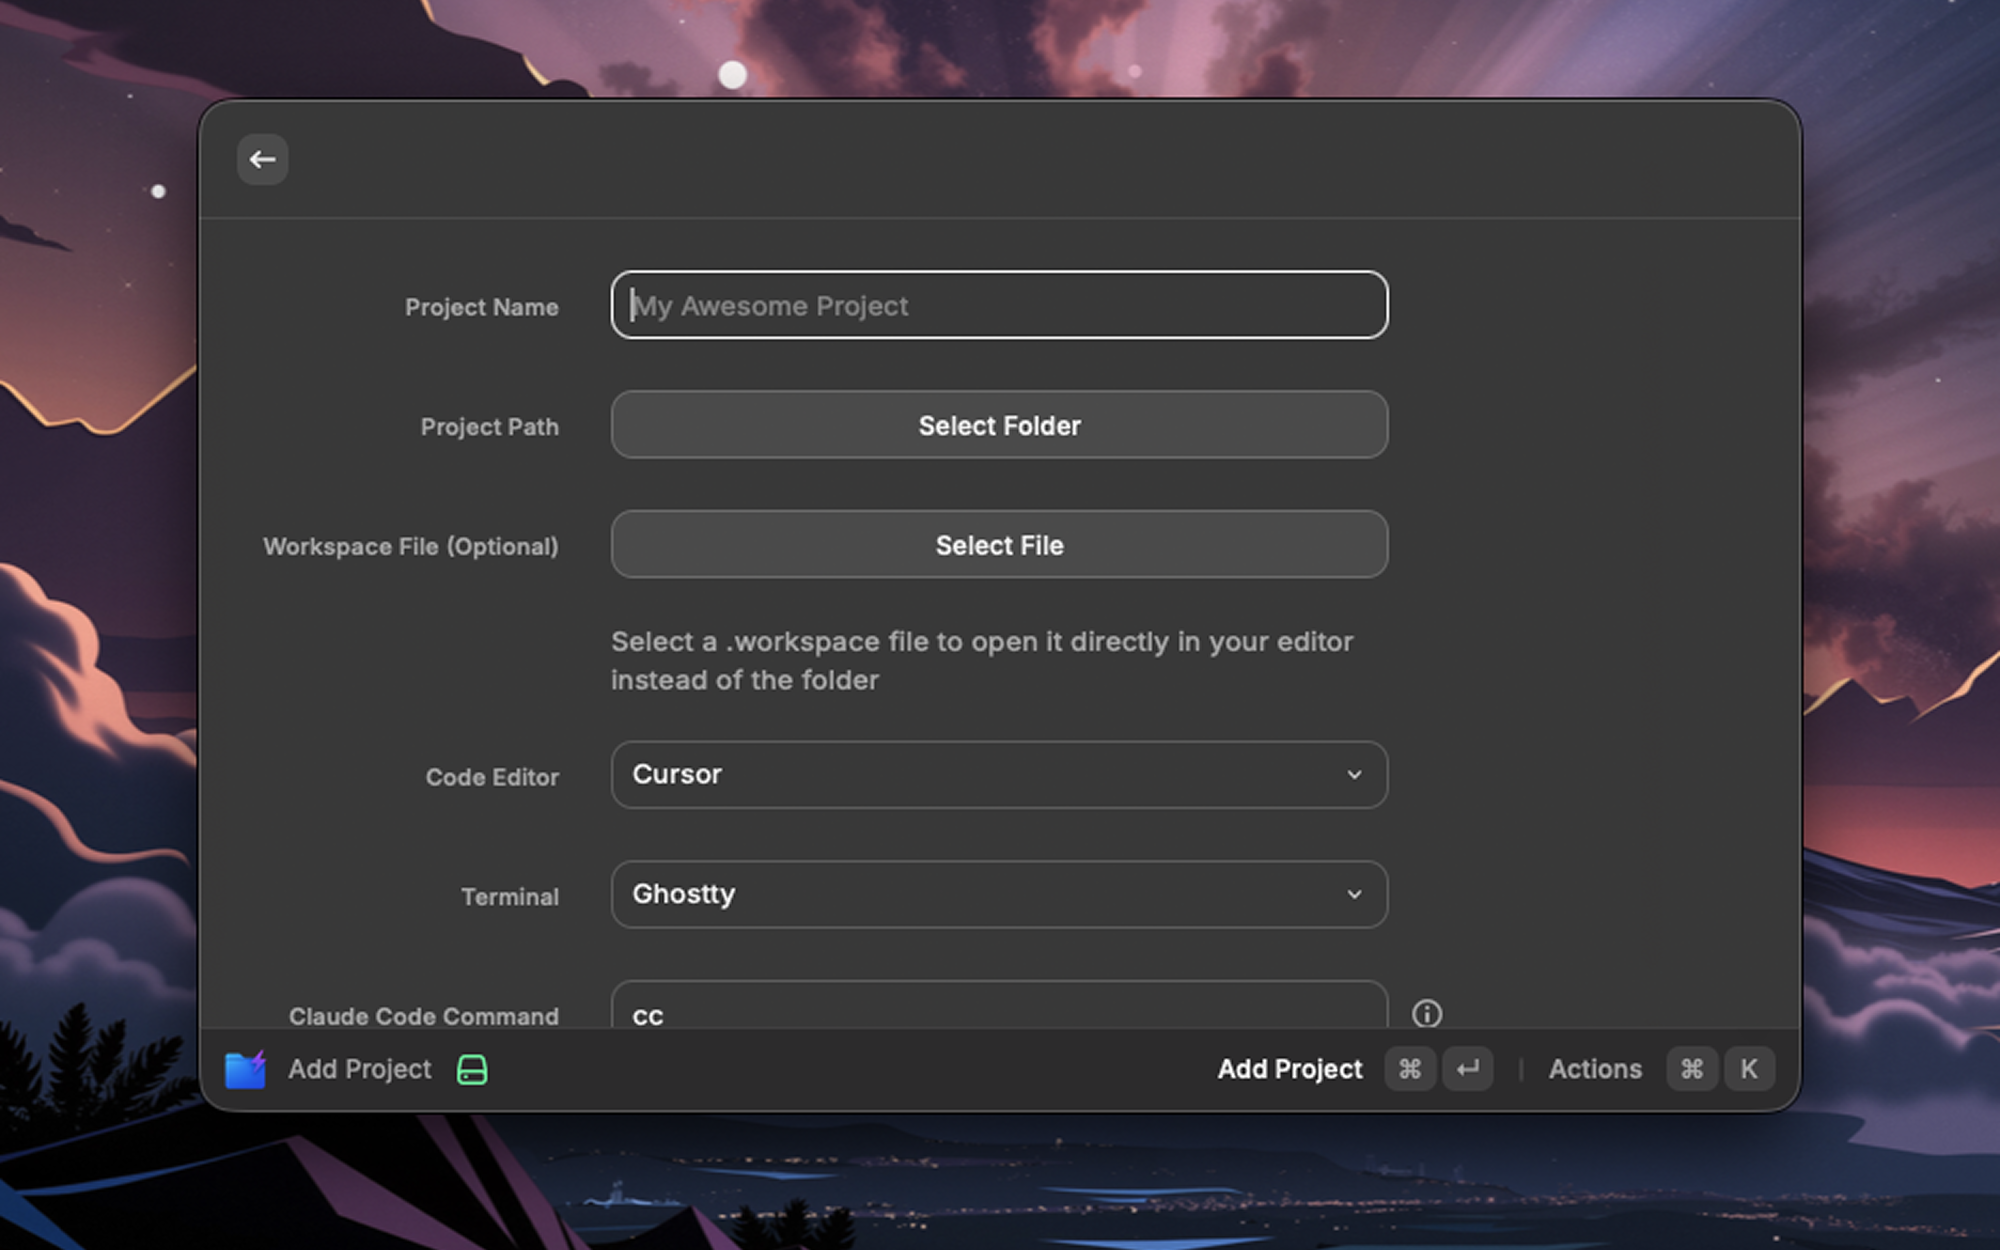 Project Name
My Awesome Project
Project Path
Select Folder
Workspace File (Optional)
Select File
Select a .workspace file to open it directly in your editor
instead of the folder
Code Editor
Cursor
Terminal
Ghostty
Claude Code Command
cc
Add Project
Add Project ⌘ ↵
Actions ⌘ K